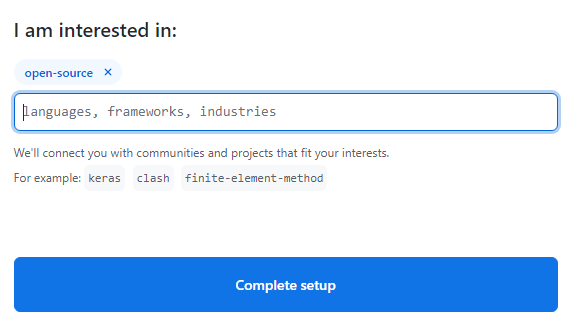 I am interested in:
open-source ×
languages, frameworks, industries
We'll connect you with communities and projects that fit your interests.
For example: keras clash finite-element-method
Complete setup